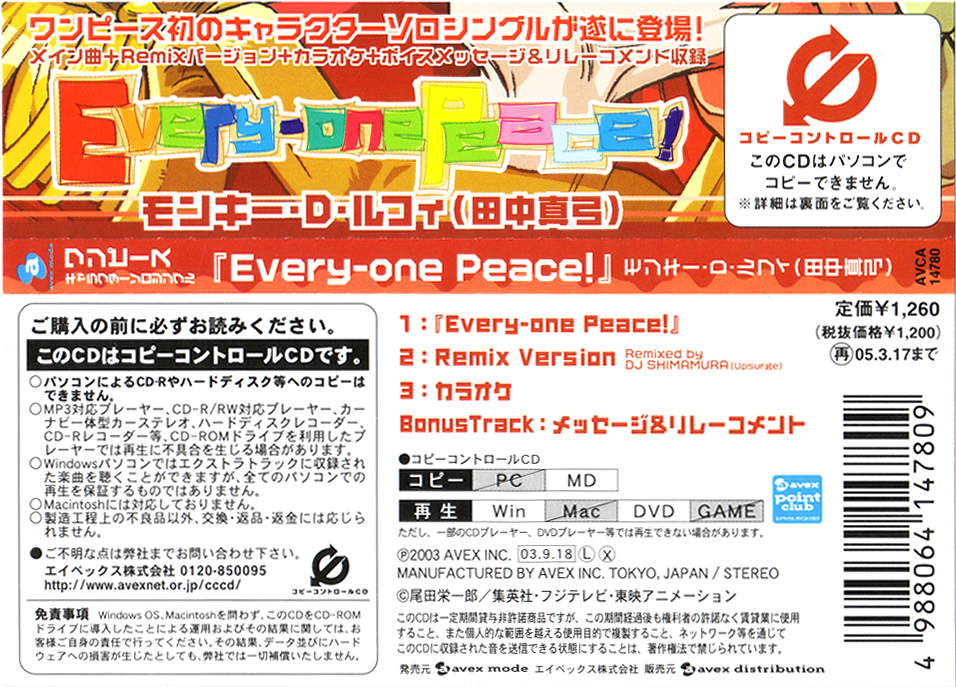 ワンピース初のキャラクターソロシングルが遂に登場!
メイン曲+Remixバージョン+カラオケ+ボイスメッセージ&リレーコメント収録
Every-one Peace!
モンキー・D・ルフィ(田中真弓)
コピーコントロールCD
このCDはパソコンで
コピーできません。
※詳細は裏面をご覧ください。
a avex mode
ワンピース
キャラクターソロシングル
『Every-one Peace!』
モンキー・D・ルフィ(田中真弓)
AVCA
14780
ご購入の前に必ずお読みください。
このCDはコピーコントロールCDです。
○パソコンによるCD-Rやハードディスク等へのコピーは
できません。
○MP3対応プレーヤー、CD-R/RW対応プレーヤー、カー
ナビ一体型カーステレオ、ハードディスクレコーダー、
CD-Rレコーダー等、CD-ROMドライブを利用したプ
レーヤーでは再生に不具合を生じる場合があります。
○Windowsパソコンではエクストラトラックに収録され
た楽曲を聴くことができますが、全てのパソコンでの
再生を保証するものではありません。
○Macintoshには対応しておりません。
○製造工程上の不良品以外、交換・返品・返金には応じら
れません。
●ご不明な点は弊社までお問い合わせ下さい。
エイベックス株式会社 0120-850095
http://www.avexnet.or.jp/cccd/
コピーコントロールCD
免責事項 Windows OS、Macintoshを問わず、このCDをCD-ROM
ドライブに導入したことによる運用およびその結果に関しては、お
客様ご自身の責任で行ってください。その結果、データ並びにハード
ウェアへの損害が生じたとしても、弊社では一切補償いたしません。
1:『Every-one Peace!』
2:Remix Version Remixed by
DJ SHIMAMURA(Upsurge)
3:カラオケ
BonusTrack:メッセージ&リレーコメント
定価¥1,260
(税抜価格¥1,200)
再 05.3.17まで
●コピーコントロールCD
コピー PC MD
再生 Win Mac DVD GAME
ただし、一部のCDプレーヤー、DVDプレーヤー等では再生できない場合があります。
avex
point
club
Ⓟ2003 AVEX INC. 03.9.18 Ⓛ Ⓧ
MANUFACTURED BY AVEX INC. TOKYO, JAPAN / STEREO
©尾田栄一郎/集英社・フジテレビ・東映アニメーション
このCDは一定期間貸与非許諾商品ですが、この期間経過後も権利者の許諾なく賃貸業に使用
すること、また個人的な範囲を越える使用目的で複製すること、ネットワーク等を通じて
このCDに収録された音を送信できる状態にすることは、著作権法で禁じられています。
発売元 avex mode エイベックス株式会社 販売元 avex distribution
4 988064 147809